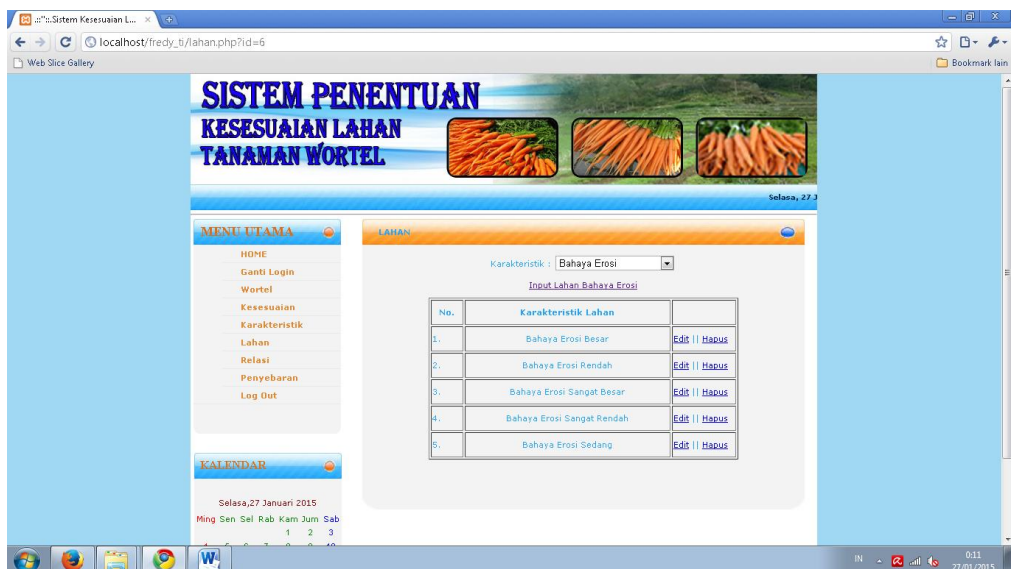 .::"::.Sistem Kesesuaian L...
localhost/fredy_ti/lahan.php?id=6
Web Slice Gallery
Bookmark lain
SISTEM PENENTUAN
KESESUAIAN LAHAN
TANAMAN WORTEL
Selasa, 27 J
MENU UTAMA
HOME
Ganti Login
Wortel
Kesesuaian
Karakteristik
Lahan
Relasi
Penyebaran
Log Out
KALENDAR
Selasa,27 Januari 2015
Ming Sen Sel Rab Kam Jum Sab
1 2 3
LAHAN
Karakteristik : Bahaya Erosi
Input Lahan Bahaya Erosi
No. Karakteristik Lahan
1. Bahaya Erosi Besar Edit || Hapus
2. Bahaya Erosi Rendah Edit || Hapus
3. Bahaya Erosi Sangat Besar Edit || Hapus
4. Bahaya Erosi Sangat Rendah Edit || Hapus
5. Bahaya Erosi Sedang Edit || Hapus
IN
0:11
27/01/2015